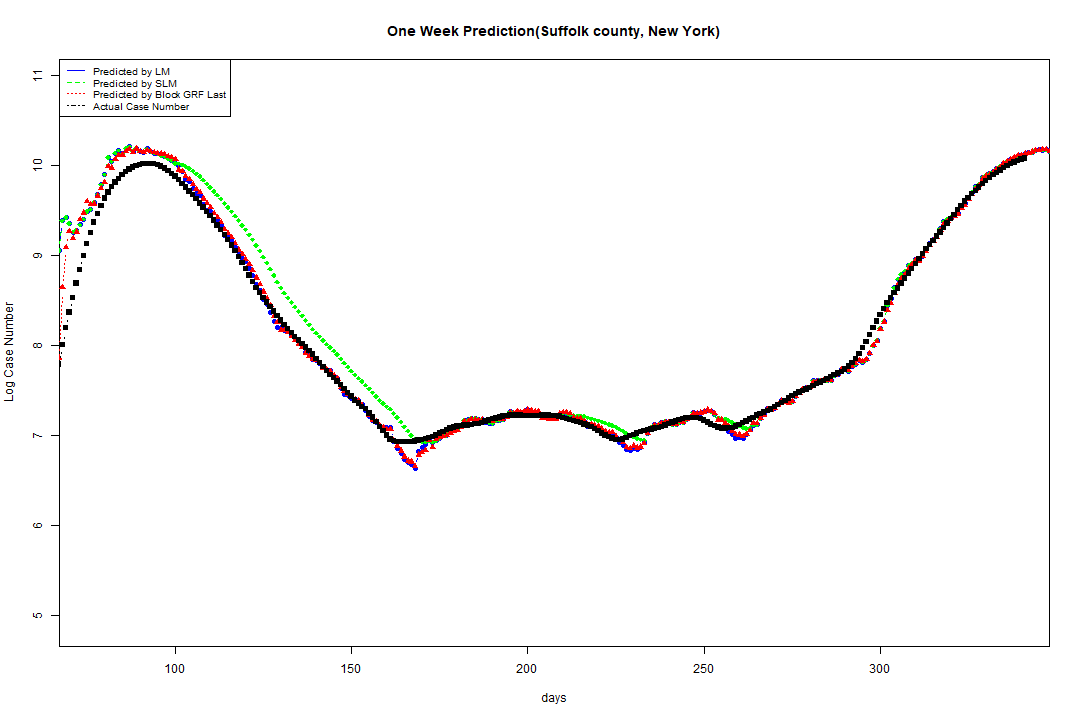 One Week Prediction(Suffolk county, New York)
Predicted by LM
Predicted by SLM
Predicted by Block GRF Last
Actual Case Number
Log Case Number
11
10
9
8
7
6
5
100 150 200 250 300
days